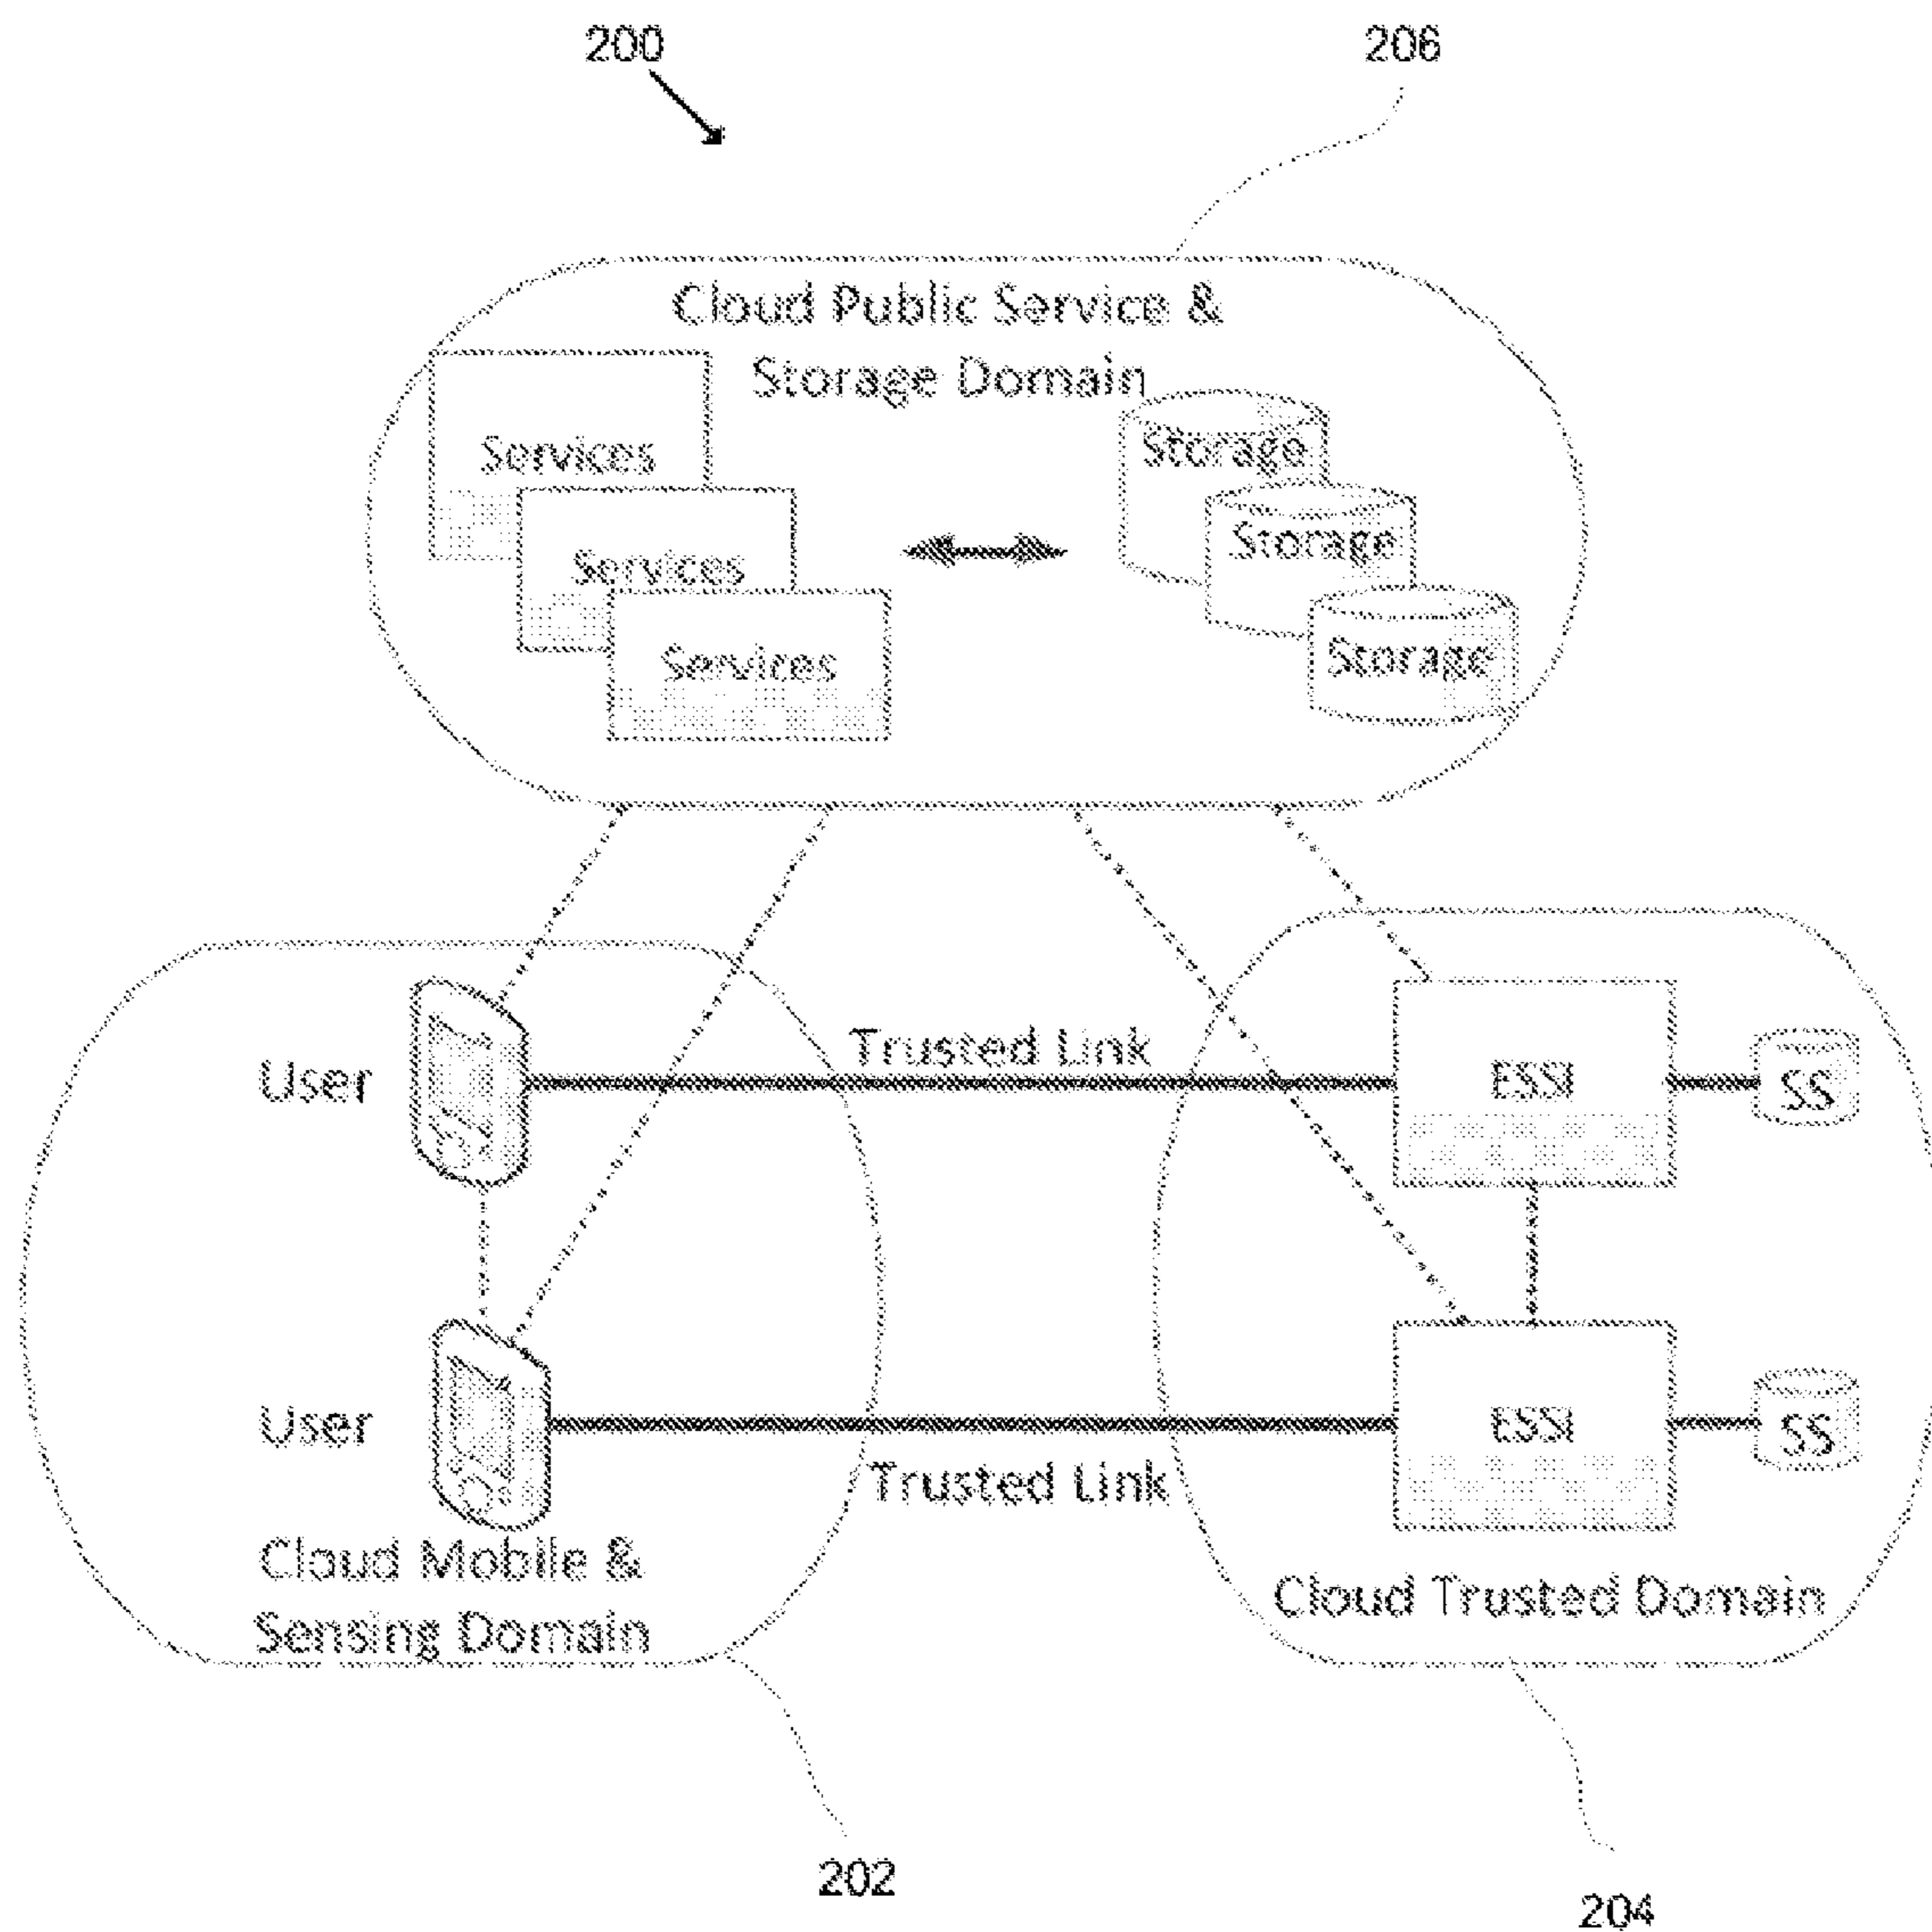 200
206
Cloud Public Service &
Storage Domain
Services
Storage
Services
Storage
Services
Storage
User
Trusted Link
ESSI
SS
User
Trusted Link
ESSI
SS
Cloud Mobile &
Sensing Domain
Cloud Trusted Domain
202
204